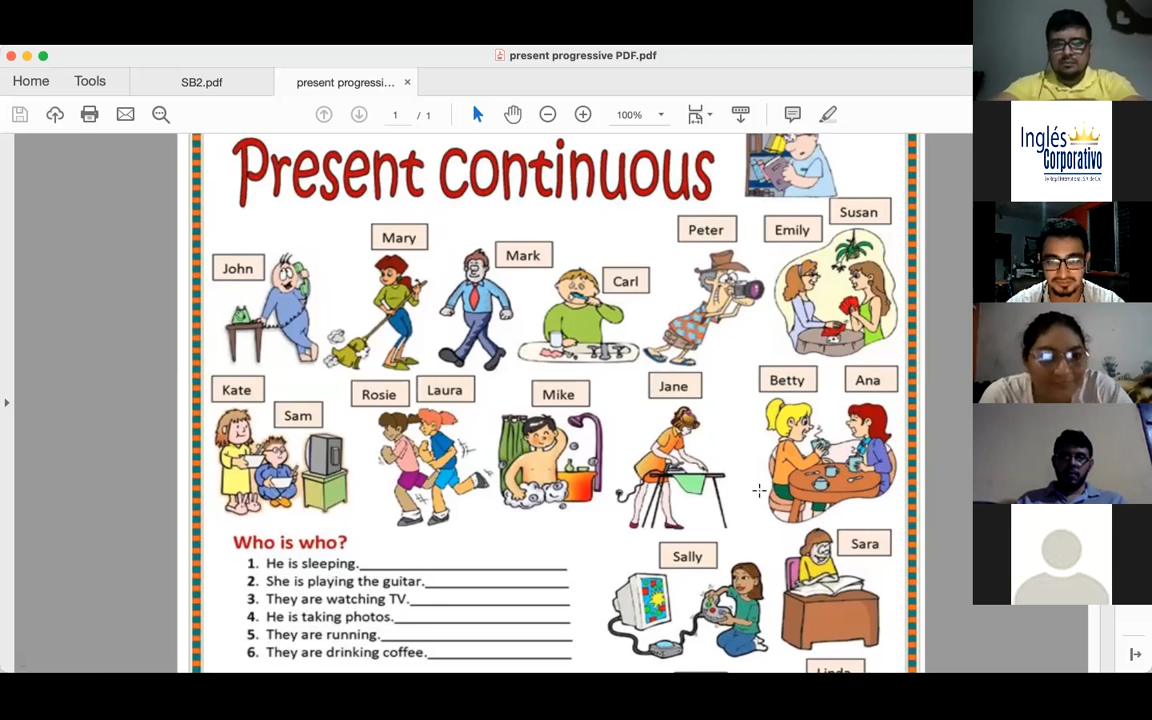 present progressive PDF.pdf
Home Tools SB2.pdf present progressi... ×
1 / 1 100%
Present continuous
Susan
Mary Peter Emily
Mark
John Carl
Kate Rosie Laura Mike Jane Betty Ana
Sam
Who is who?
1. He is sleeping.
2. She is playing the guitar.
3. They are watching TV.
4. He is taking photos.
5. They are running.
6. They are drinking coffee.
Sally Sara
Inglés
Corporativo